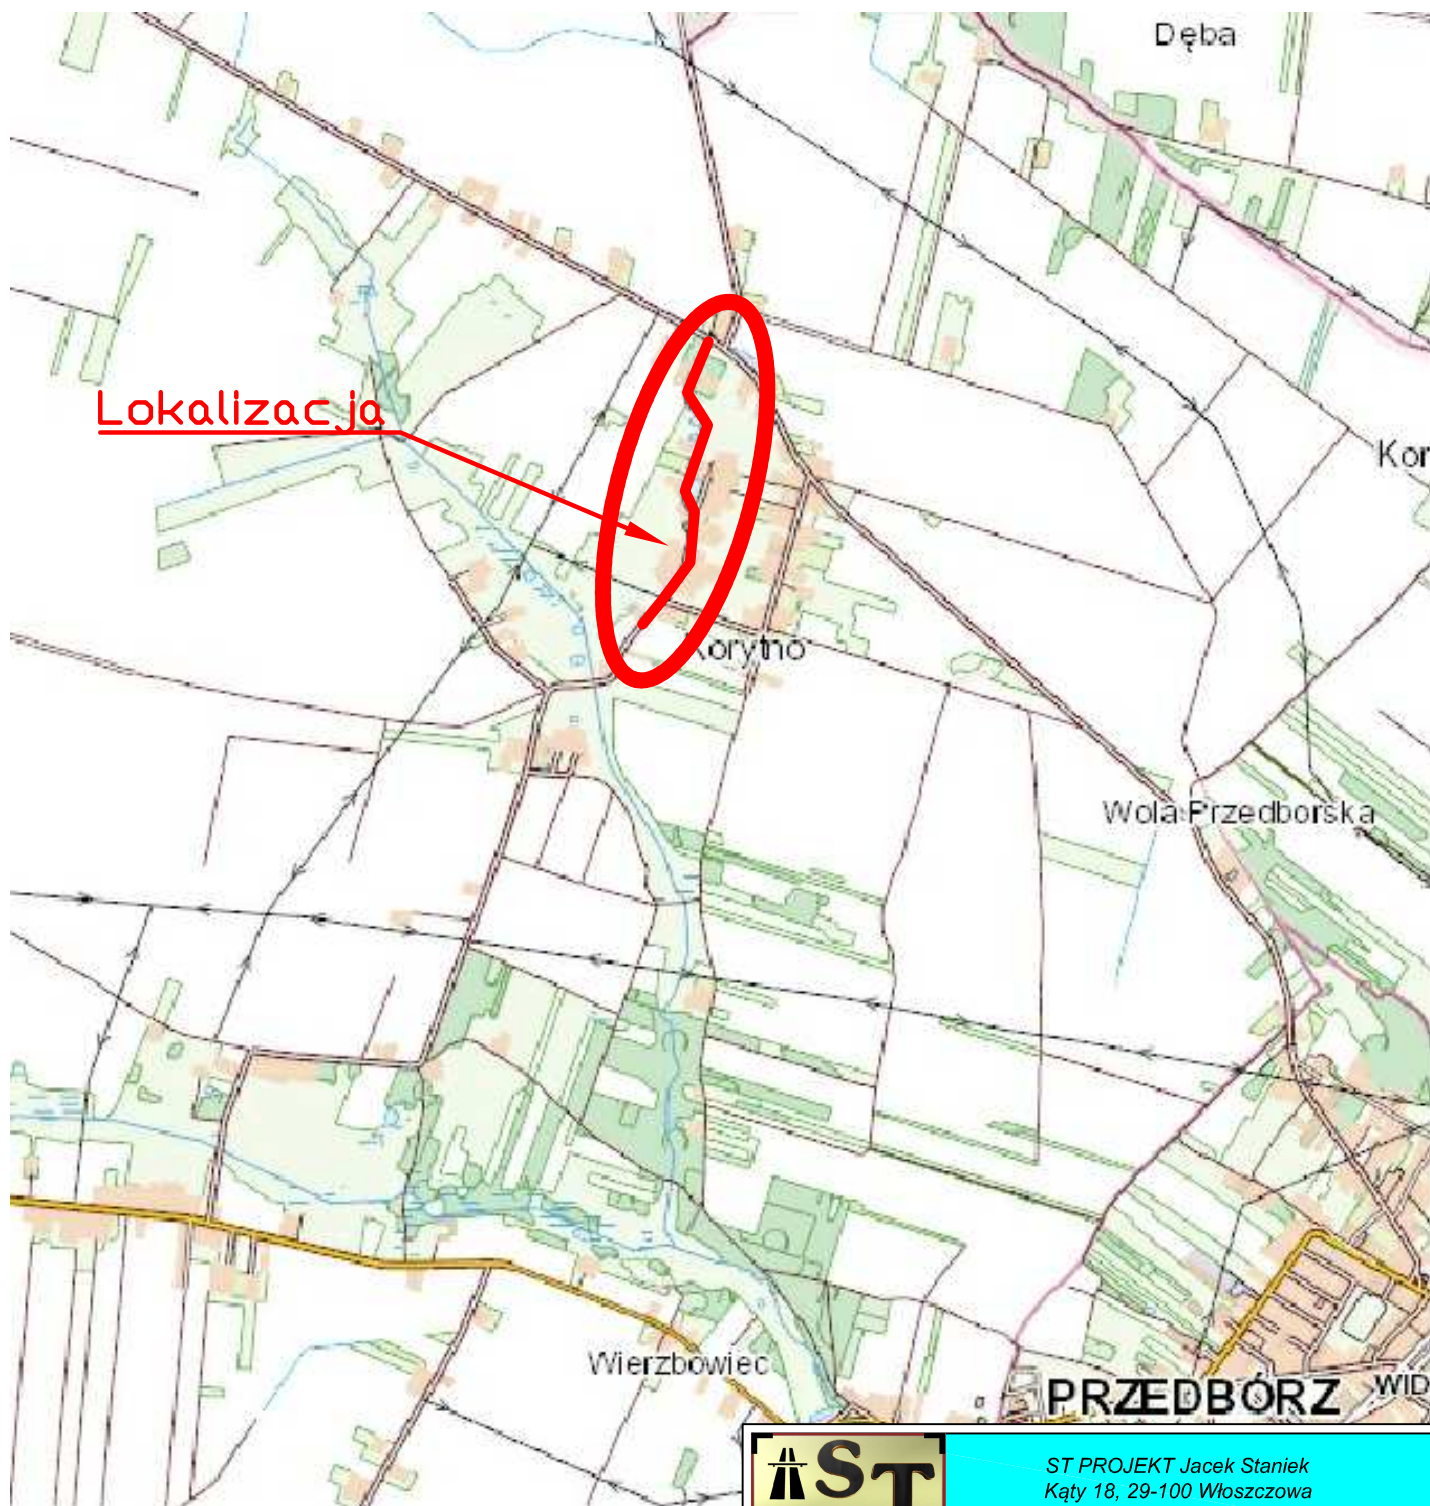 Dęba
Lokalizacja
Kor
Korytno
Wola Przedborska
Wierzbowiec
PRZEDBÓRZ
WID
ST
ST PROJEKT Jacek Staniek
Kąty 18, 29-100 Włoszczowa